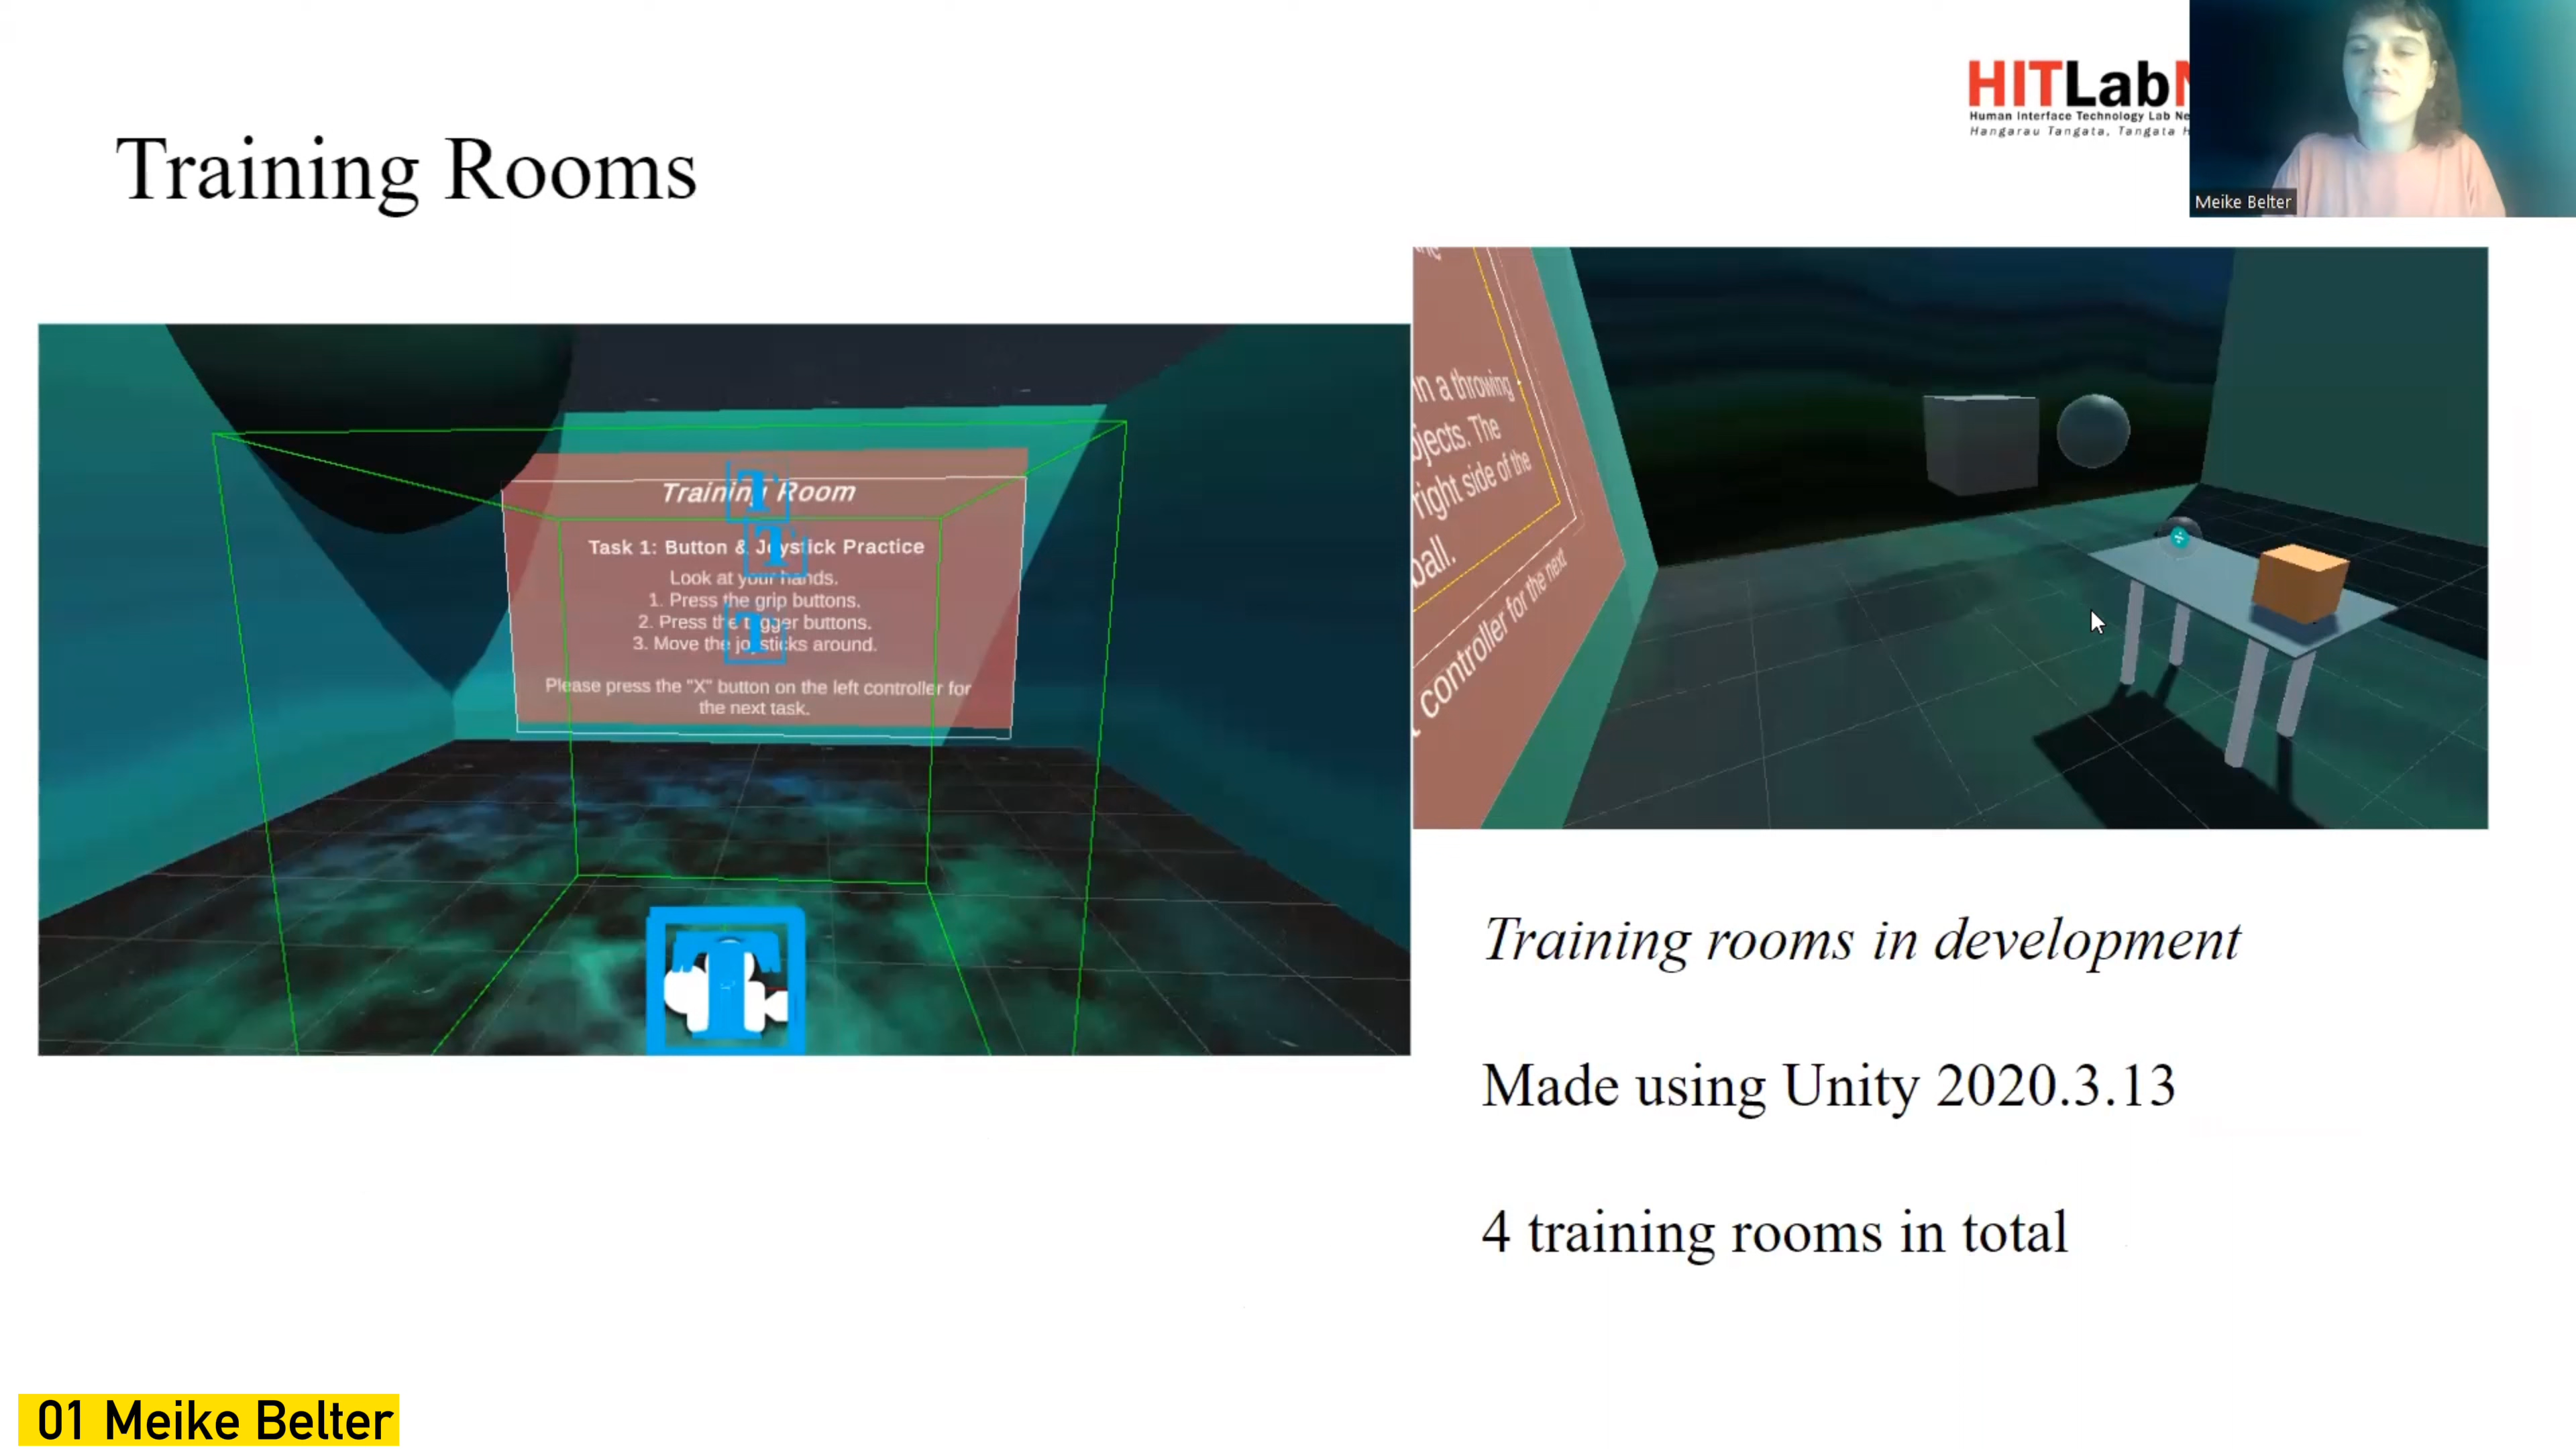 HITLab
Human Interface Technology Lab Ne
Hangarau Tangata, Tangata H
Meike Belter
Training Rooms
Training Room
Task 1: Button & Joystick Practice
Look at your hands.
1. Press the grip buttons.
2. Press the trigger buttons.
3. Move the joysticks around.
Please press the "X" button on the left controller for
the next task.
in a throwing
jects. The
right side of the
ball.
controller for the next
Training rooms in development
Made using Unity 2020.3.13
4 training rooms in total
01 Meike Belter